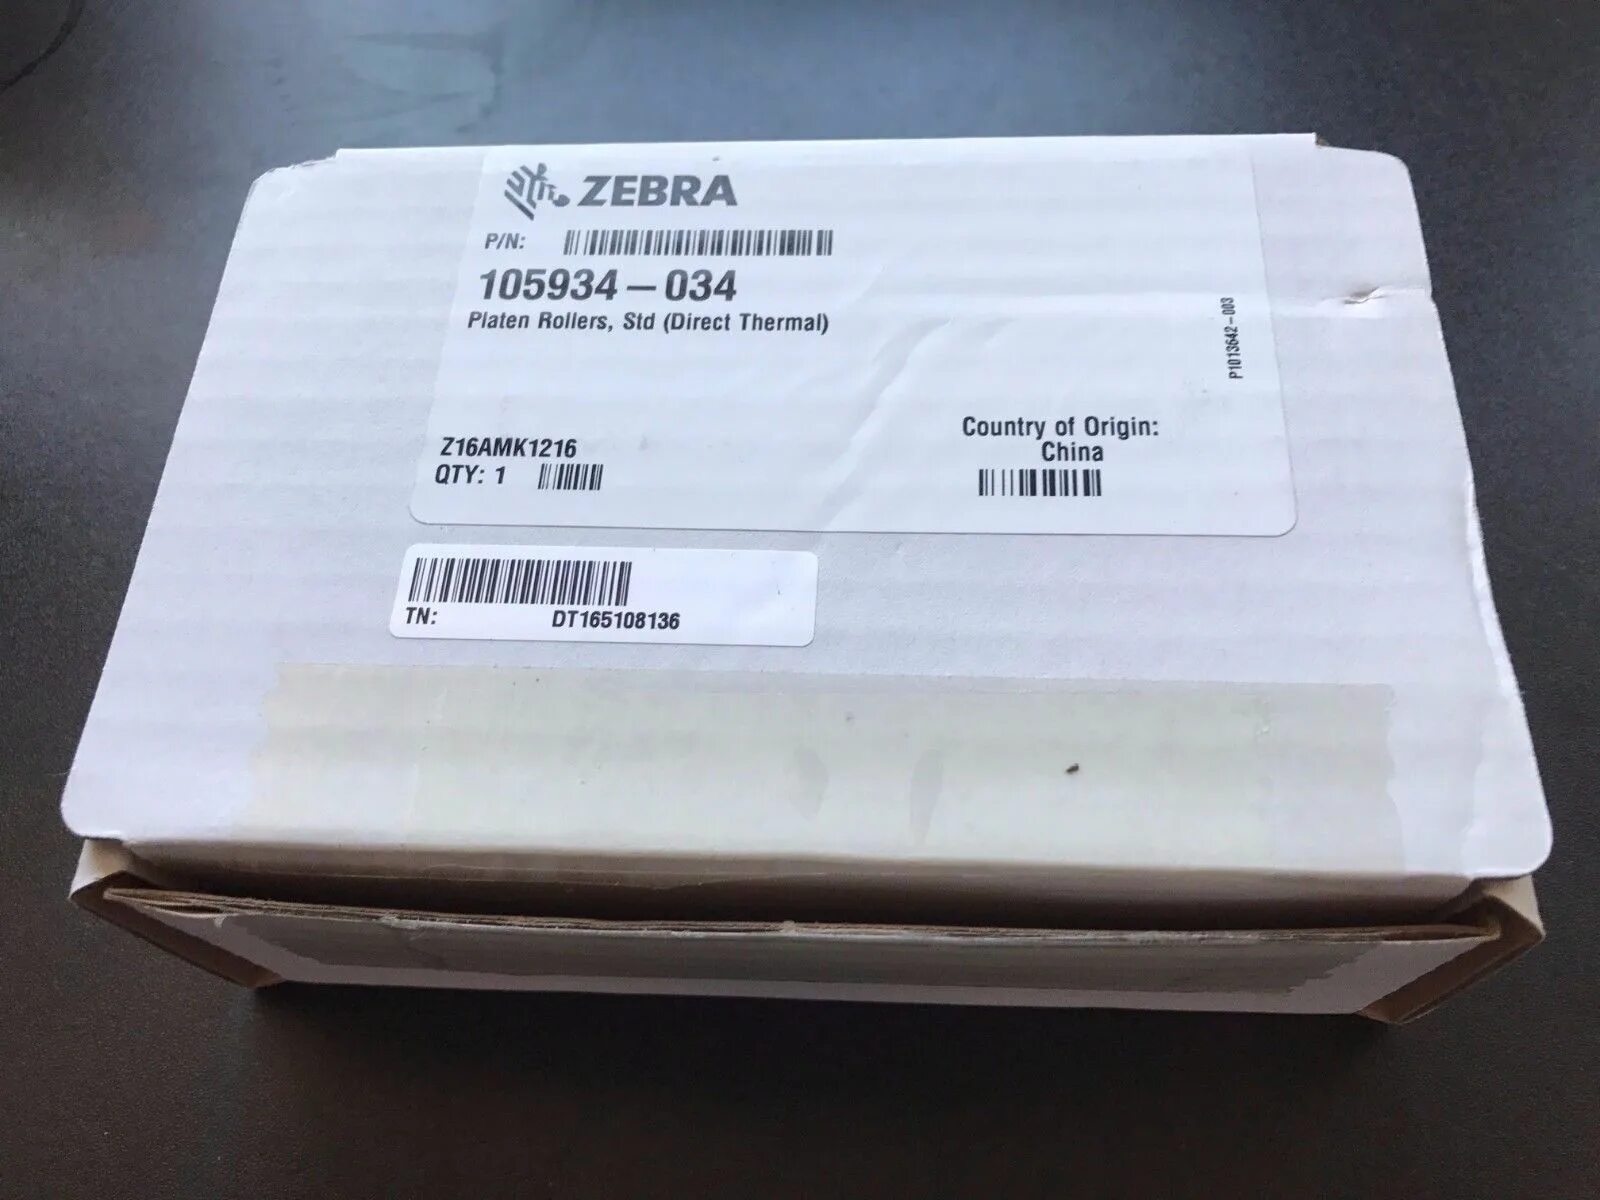 ZEBRA
P/N:
105934-034
Platen Rollers, Std (Direct Thermal)
P1013642-003
Z16AMK1216
QTY: 1
Country of Origin:
China
TN: DT165108136